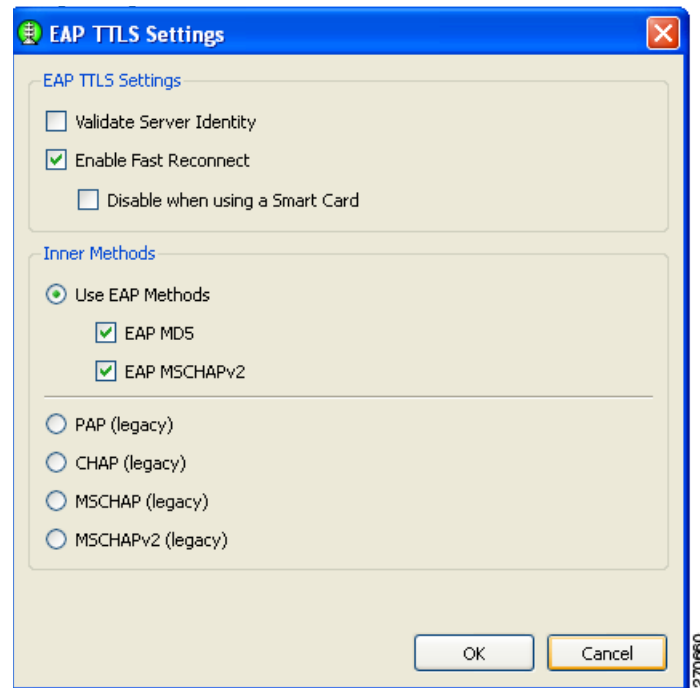 EAP TTLS Settings
EAP TTLS Settings
Validate Server Identity
Enable Fast Reconnect
Disable when using a Smart Card
Inner Methods
Use EAP Methods
EAP MD5
EAP MSCHAPv2
PAP (legacy)
CHAP (legacy)
MSCHAP (legacy)
MSCHAPv2 (legacy)
OK
Cancel
270660